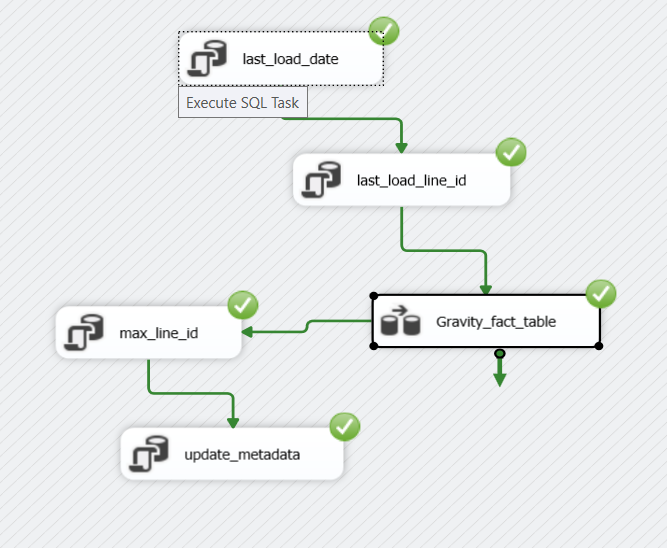 last_load_date
Execute SQL Task
last_load_line_id
Gravity_fact_table
max_line_id
update_metadata